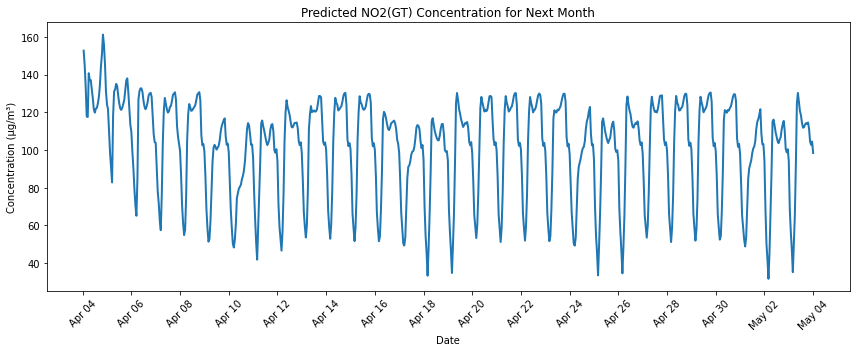 Predicted NO2(GT) Concentration for Next Month
Concentration (µg/m³)
160
140
120
100
80
60
40
Apr 04
Apr 06
Apr 08
Apr 10
Apr 12
Apr 14
Apr 16
Apr 18
Apr 20
Apr 22
Apr 24
Apr 26
Apr 28
Apr 30
May 02
May 04
Date